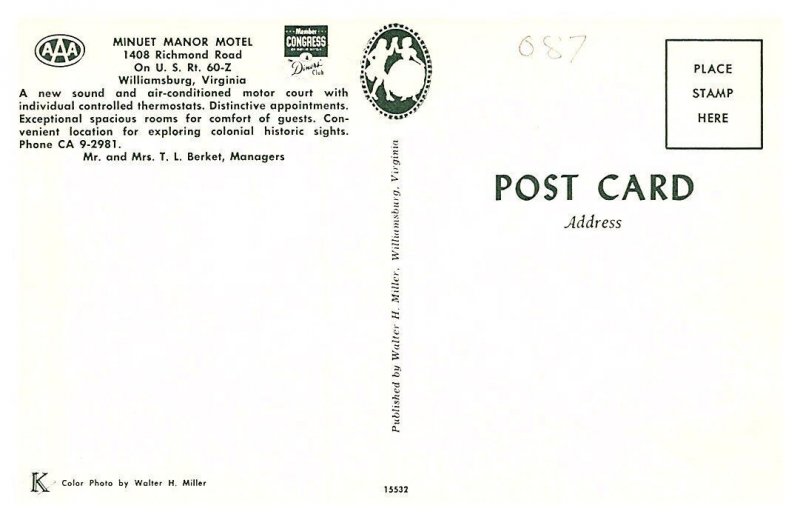 AAA
MINUET MANOR MOTEL
1408 Richmond Road
On U. S. Rt. 60-Z
Williamsburg, Virginia
Member
CONGRESS
The Diners' Club
A new sound and air-conditioned motor court with
individual controlled thermostats. Distinctive appointments.
Exceptional spacious rooms for comfort of guests. Con-
venient location for exploring colonial historic sights.
Phone CA 9-2981.
Mr. and Mrs. T. L. Berket, Managers
087
PLACE
STAMP
HERE
POST CARD
Address
Published by Walter H. Miller, Williamsburg, Virginia
K Color Photo by Walter H. Miller
15532